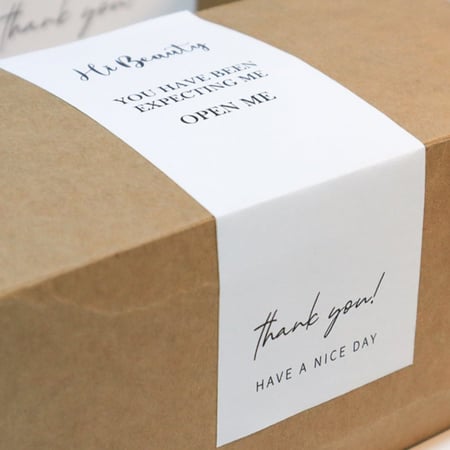 thank you
Hi Beauty
YOU HAVE BEEN
EXPECTING ME
OPEN ME
thank you!
HAVE A NICE DAY